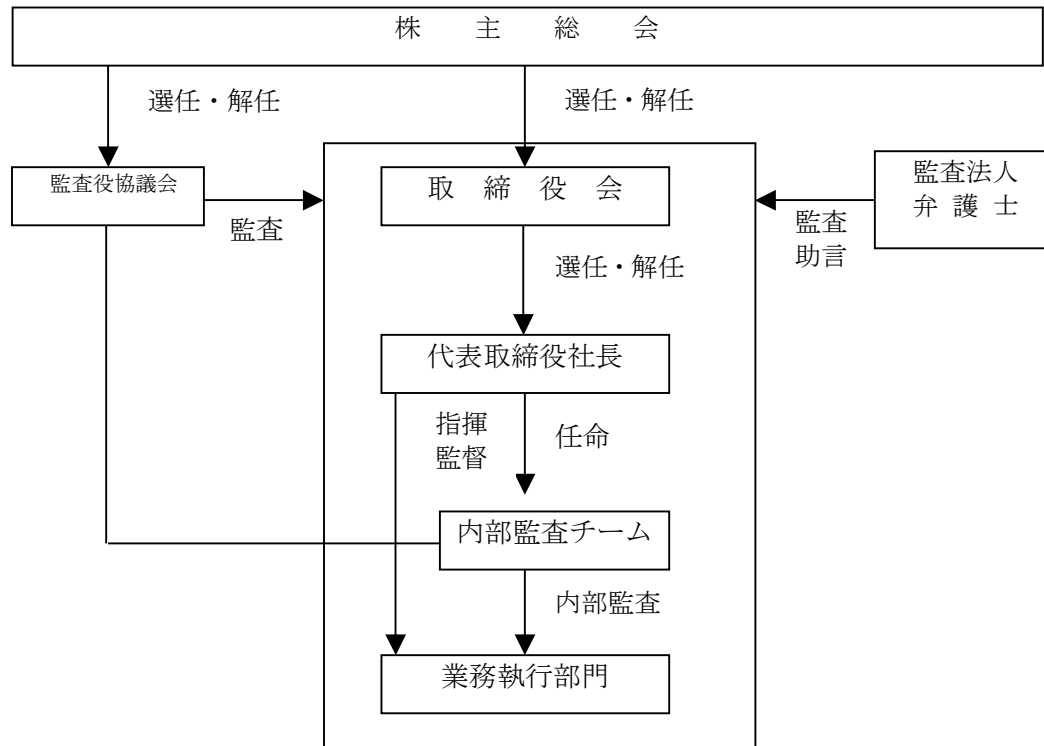 株 主 総 会
選任・解任
選任・解任
監査役協議会
監査
取 締 役 会
監査法人
弁 護 士
監査
助言
選任・解任
代表取締役社長
指揮
監督
任命
内部監査チーム
内部監査
業務執行部門